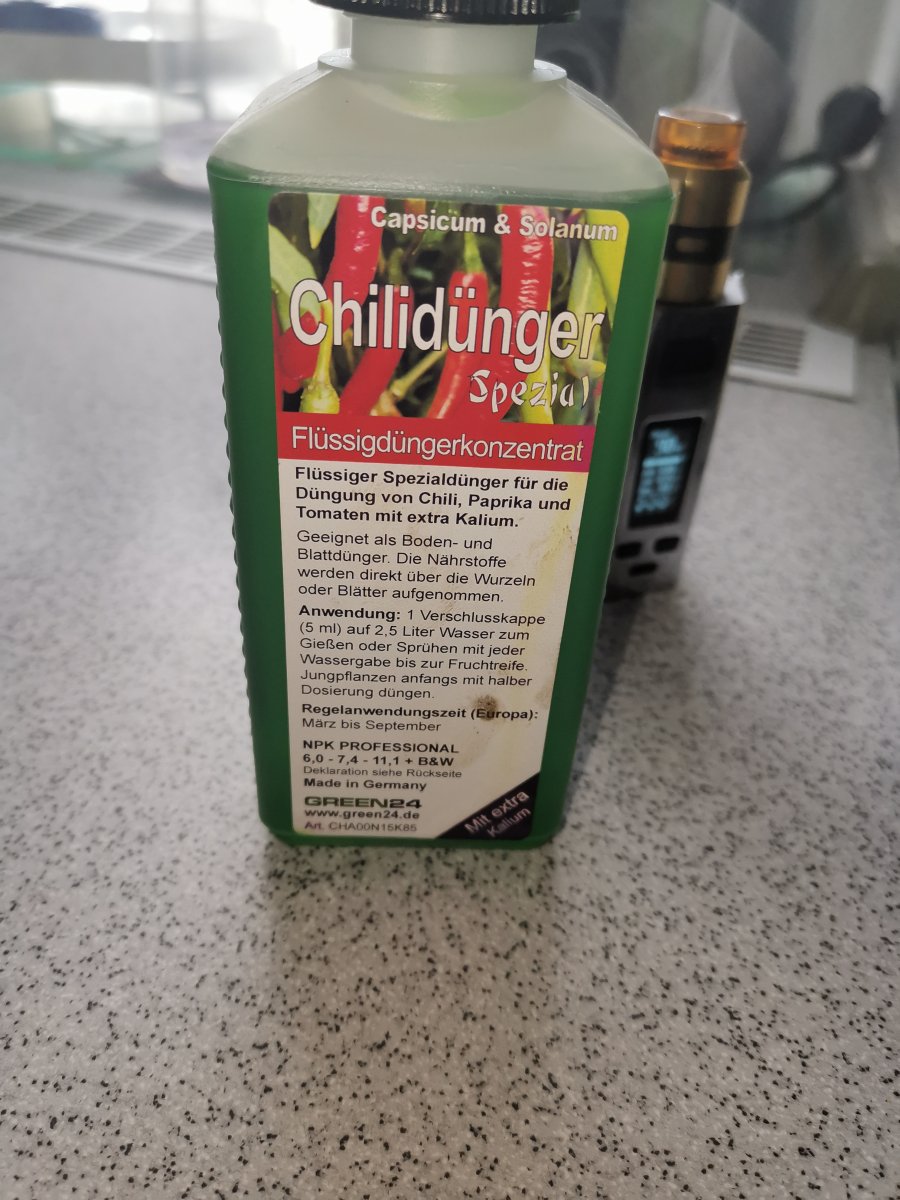 Capsicum & Solanum
Chilidünger
Spezial
Flüssigdüngerkonzentrat
Flüssiger Spezialdünger für die
Düngung von Chili, Paprika und
Tomaten mit extra Kalium.
Geeignet als Boden- und
Blattdünger. Die Nährstoffe
werden direkt über die Wurzeln
oder Blätter aufgenommen.
Anwendung: 1 Verschlusskappe
(5 ml) auf 2,5 Liter Wasser zum
Gießen oder Sprühen mit jeder
Wassergabe bis zur Fruchtreife.
Jungpflanzen anfangs mit halber
Dosierung düngen.
Regelanwendungszeit (Europa):
März bis September
NPK PROFESSIONAL
6,0 - 7,4 - 11,1 + B&W
Deklaration siehe Rückseite
Made in Germany
GREEN24
www.green24.de
Art. CHA00N15K85
Mit extra
Kalium